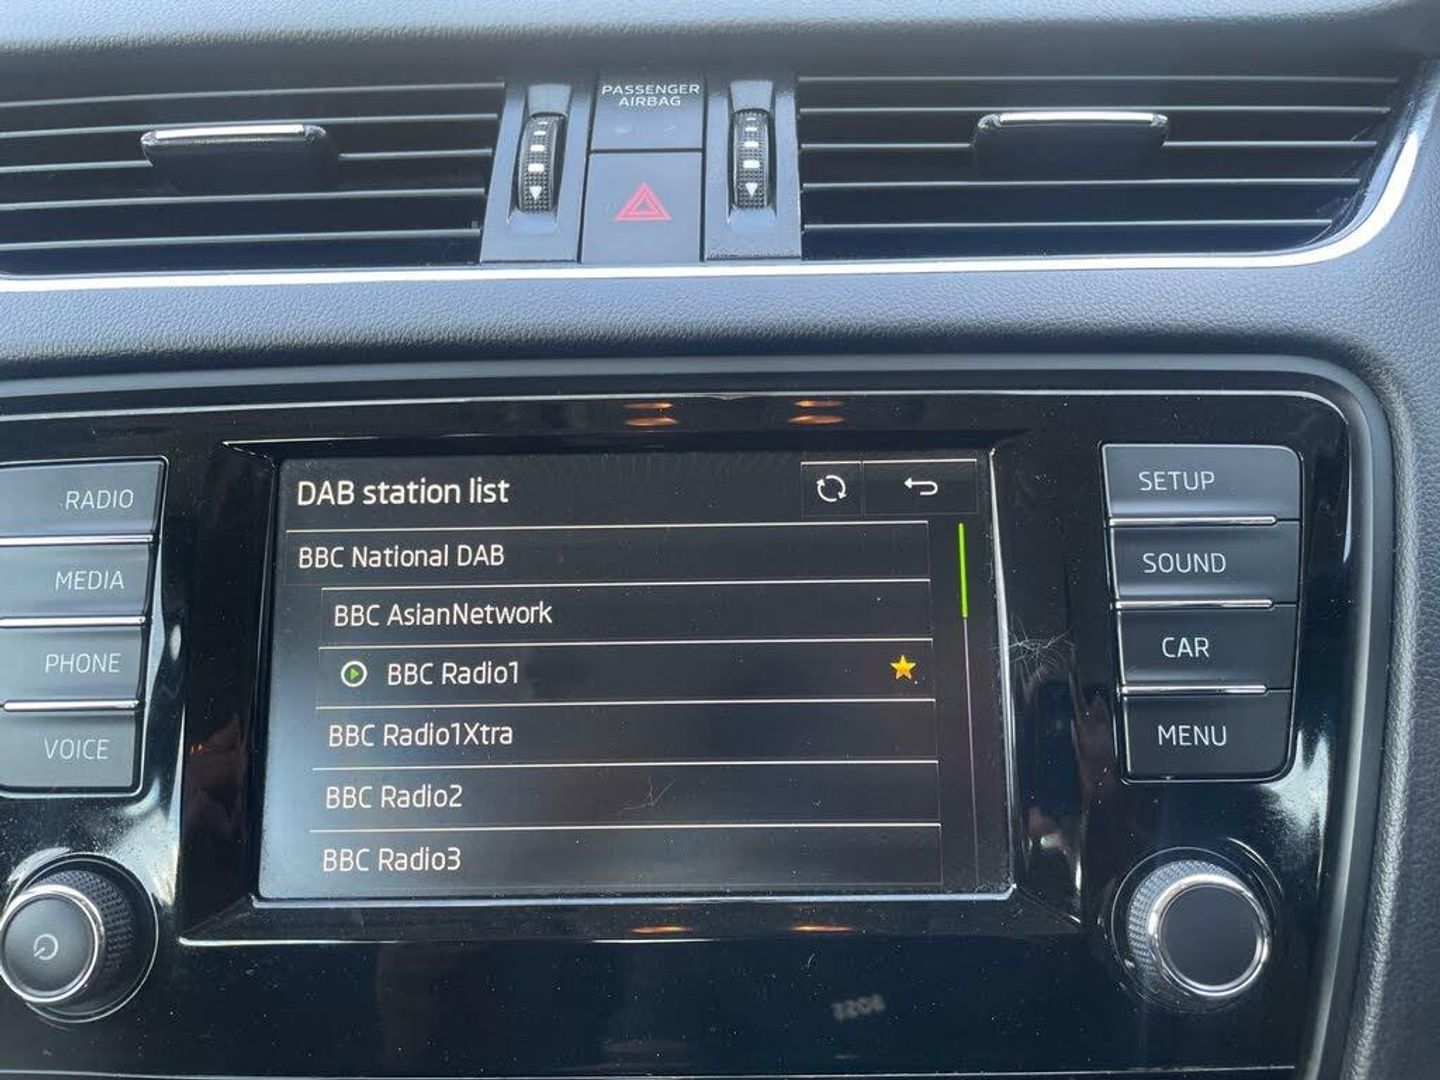 PASSENGER
AIRBAG
DAB station list
BBC National DAB
BBC AsianNetwork
BBC Radio1
BBC Radio1Xtra
BBC Radio2
BBC Radio3
RADIO
MEDIA
PHONE
VOICE
SETUP
SOUND
CAR
MENU